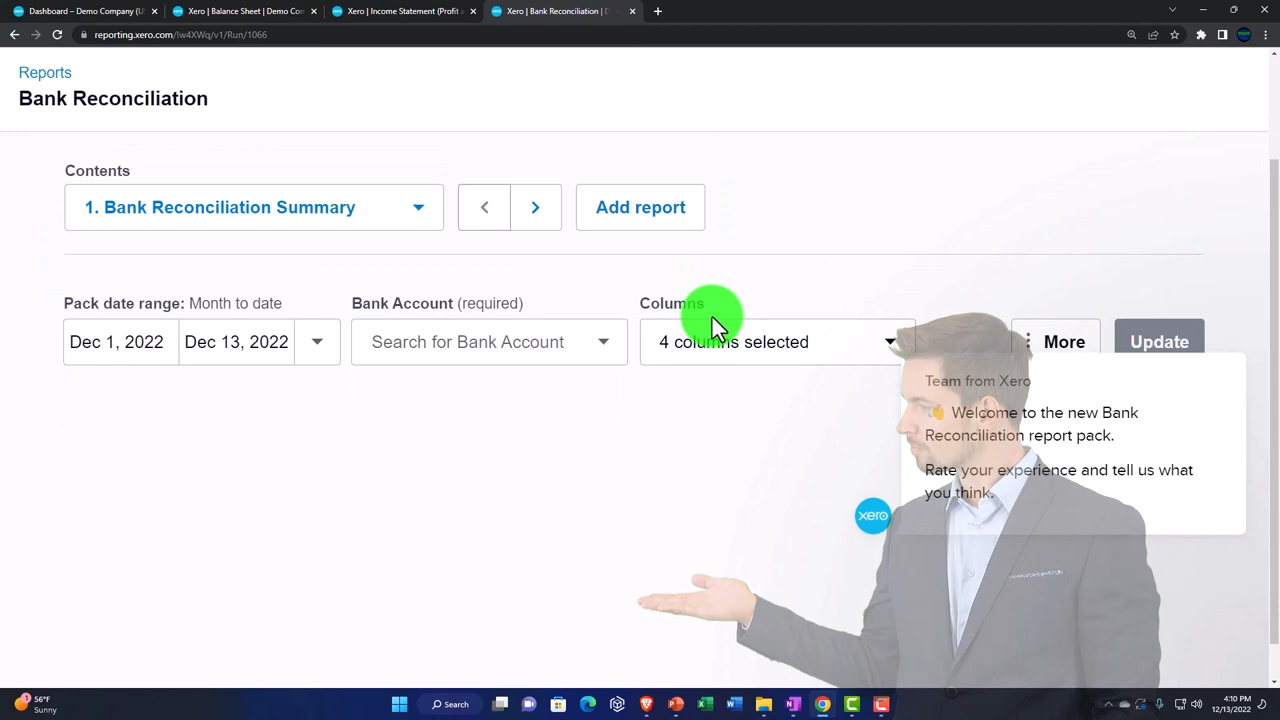 Dashboard – Demo Company (U
Xero | Balance Sheet | Demo Com
Xero | Income Statement (Profit a
Xero | Bank Reconciliation | D
reporting.xero.com/!w4XWq/v1/Run/1066
Reports
Bank Reconciliation
Contents
1. Bank Reconciliation Summary
Add report
Pack date range: Month to date
Bank Account (required)
Columns
Dec 1, 2022
Dec 13, 2022
Search for Bank Account
4 columns selected
More
Update
Team from Xero
👋 Welcome to the new Bank
Reconciliation report pack.
Rate your experience and tell us what
you think.
xero
1
56°F
Sunny
Search
4:10 PM
12/13/2022